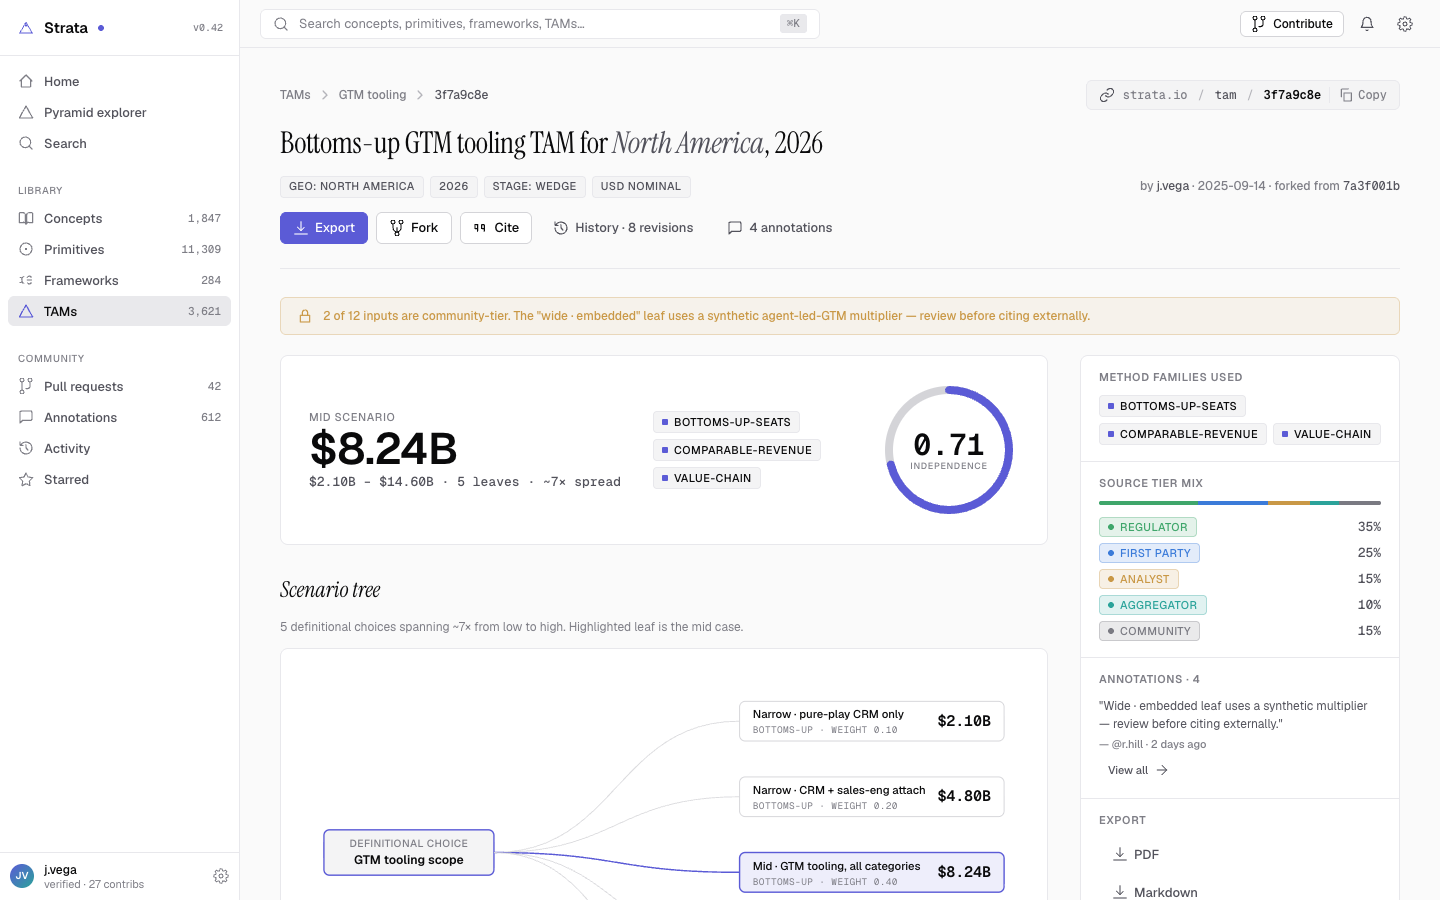 Strata
v0.42
Home
Pyramid explorer
Search
LIBRARY
Concepts 1,847
Primitives 11,309
Frameworks 284
TAMs 3,621
COMMUNITY
Pull requests 42
Annotations 612
Activity
Starred
JV
j.vega
verified · 27 contribs
Search concepts, primitives, frameworks, TAMs...
⌘K
Contribute
TAMs > GTM tooling > 3f7a9c8e
strata.io / tam / 3f7a9c8e Copy
Bottoms-up GTM tooling TAM for North America, 2026
GEO: NORTH AMERICA 2026 STAGE: WEDGE USD NOMINAL
by j.vega · 2025-09-14 · forked from 7a3f001b
Export Fork Cite History · 8 revisions 4 annotations
2 of 12 inputs are community-tier. The "wide · embedded" leaf uses a synthetic agent-led-GTM multiplier — review before citing externally.
MID SCENARIO
$8.24B
$2.10B – $14.60B · 5 leaves · ~7× spread
BOTTOMS-UP-SEATS
COMPARABLE-REVENUE
VALUE-CHAIN
0.71
INDEPENDENCE
Scenario tree
5 definitional choices spanning ~7× from low to high. Highlighted leaf is the mid case.
DEFINITIONAL CHOICE
GTM tooling scope
Narrow · pure-play CRM only
BOTTOMS-UP · WEIGHT 0.10
$2.10B
Narrow · CRM + sales-eng attach
BOTTOMS-UP · WEIGHT 0.20
$4.80B
Mid · GTM tooling, all categories
BOTTOMS-UP · WEIGHT 0.40
$8.24B
METHOD FAMILIES USED
BOTTOMS-UP-SEATS
COMPARABLE-REVENUE VALUE-CHAIN
SOURCE TIER MIX
REGULATOR 35%
FIRST PARTY 25%
ANALYST 15%
AGGREGATOR 10%
COMMUNITY 15%
ANNOTATIONS · 4
"Wide · embedded leaf uses a synthetic multiplier
— review before citing externally."
— @r.hill · 2 days ago
View all
EXPORT
PDF
Markdown